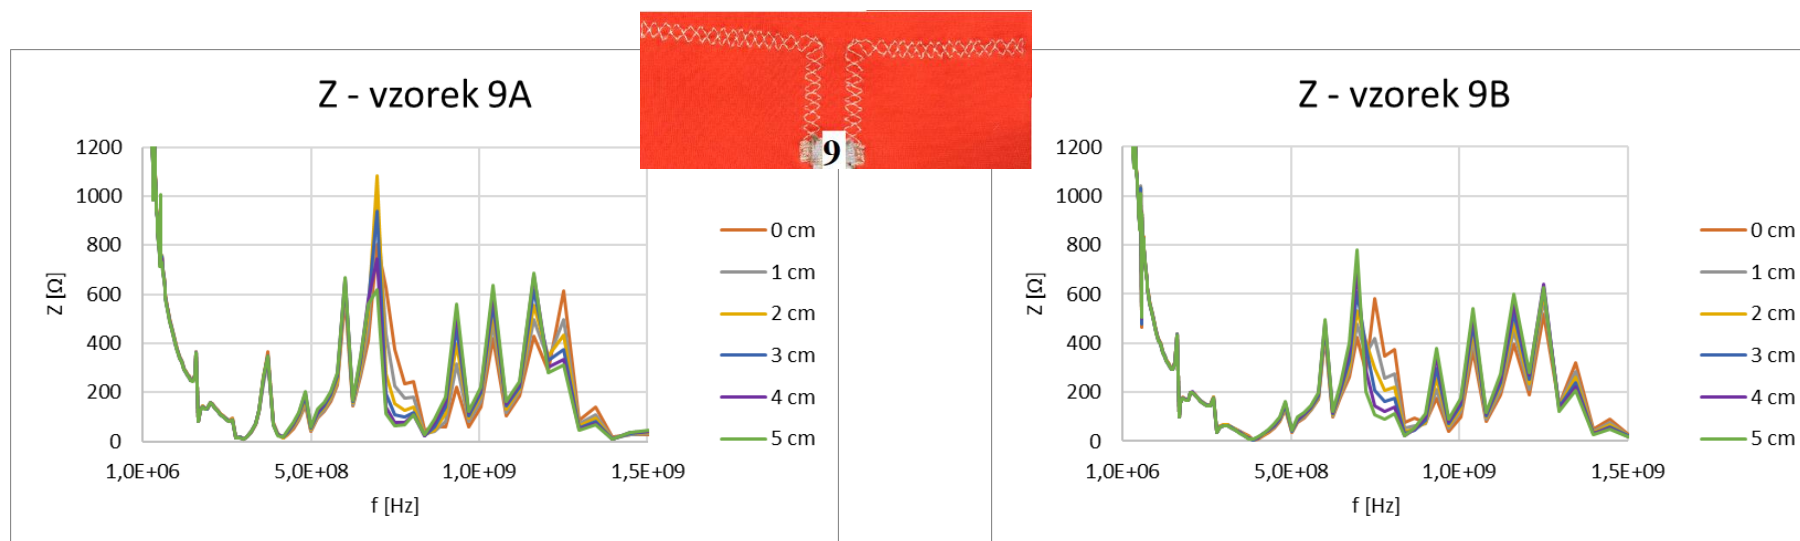 Z - vzorek 9A
1200
1000
800
600
400
200
0
Z [Ω]
1,0E+06 5,0E+08 1,0E+09 1,5E+09
f [Hz]
0 cm
1 cm
2 cm
3 cm
4 cm
5 cm
9
Z - vzorek 9B
1200
1000
800
600
400
200
0
Z [Ω]
1,0E+06 5,0E+08 1,0E+09 1,5E+09
f [Hz]
0 cm
1 cm
2 cm
3 cm
4 cm
5 cm